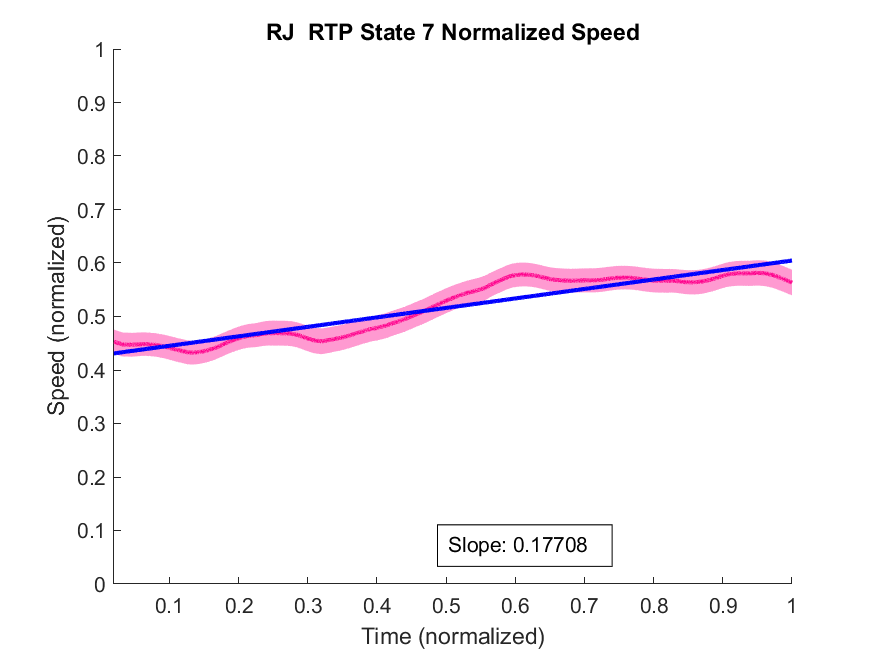 RJ  RTP State 7 Normalized Speed
1
0.9
0.8
0.7
0.6
0.5
0.4
0.3
0.2
0.1
0
Speed (normalized)
Slope: 0.17708
0.1 0.2 0.3 0.4 0.5 0.6 0.7 0.8 0.9 1
Time (normalized)